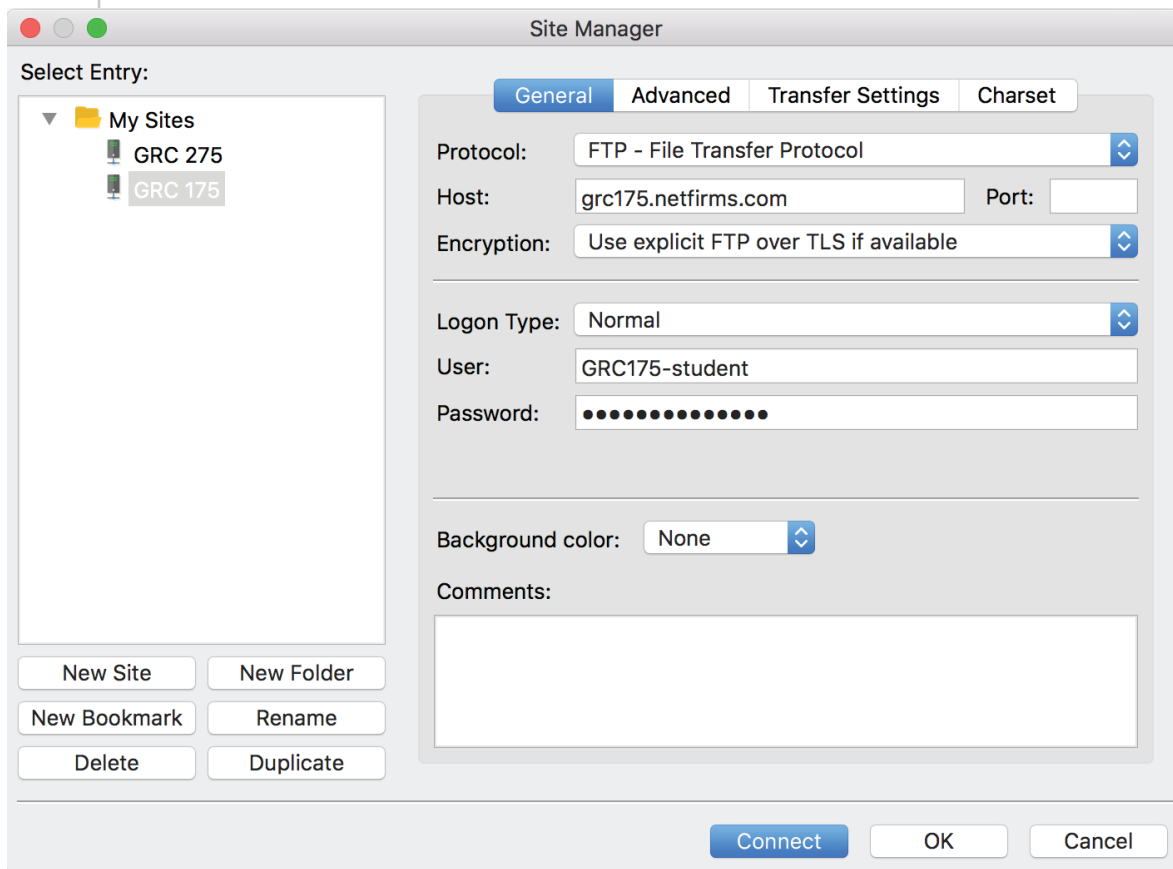 Site Manager
Select Entry:
My Sites
GRC 275
GRC 175
New Site New Folder
New Bookmark Rename
Delete Duplicate
General Advanced Transfer Settings Charset
Protocol: FTP - File Transfer Protocol
Host: grc175.netfirms.com Port:
Encryption: Use explicit FTP over TLS if available
Logon Type: Normal
User: GRC175-student
Password: ●●●●●●●●●●●●●●
Background color: None
Comments:
Connect OK Cancel